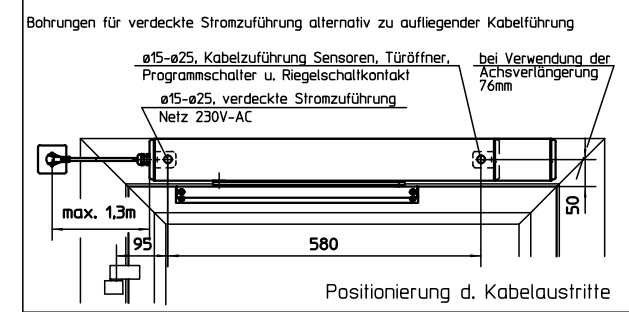 Bohrungen für verdeckte Stromzuführung alternativ zu aufliegender Kabelführung
ø15-ø25, Kabelzuführung Sensoren, Türöffner,
Programmschalter u. Riegelschaltkontakt
bei Verwendung der
Achsverlängerung
76mm
ø15-ø25, verdeckte Stromzuführung
Netz 230V-AC
max. 1,3m
50
95
580
Positionierung d. Kabelaustritte